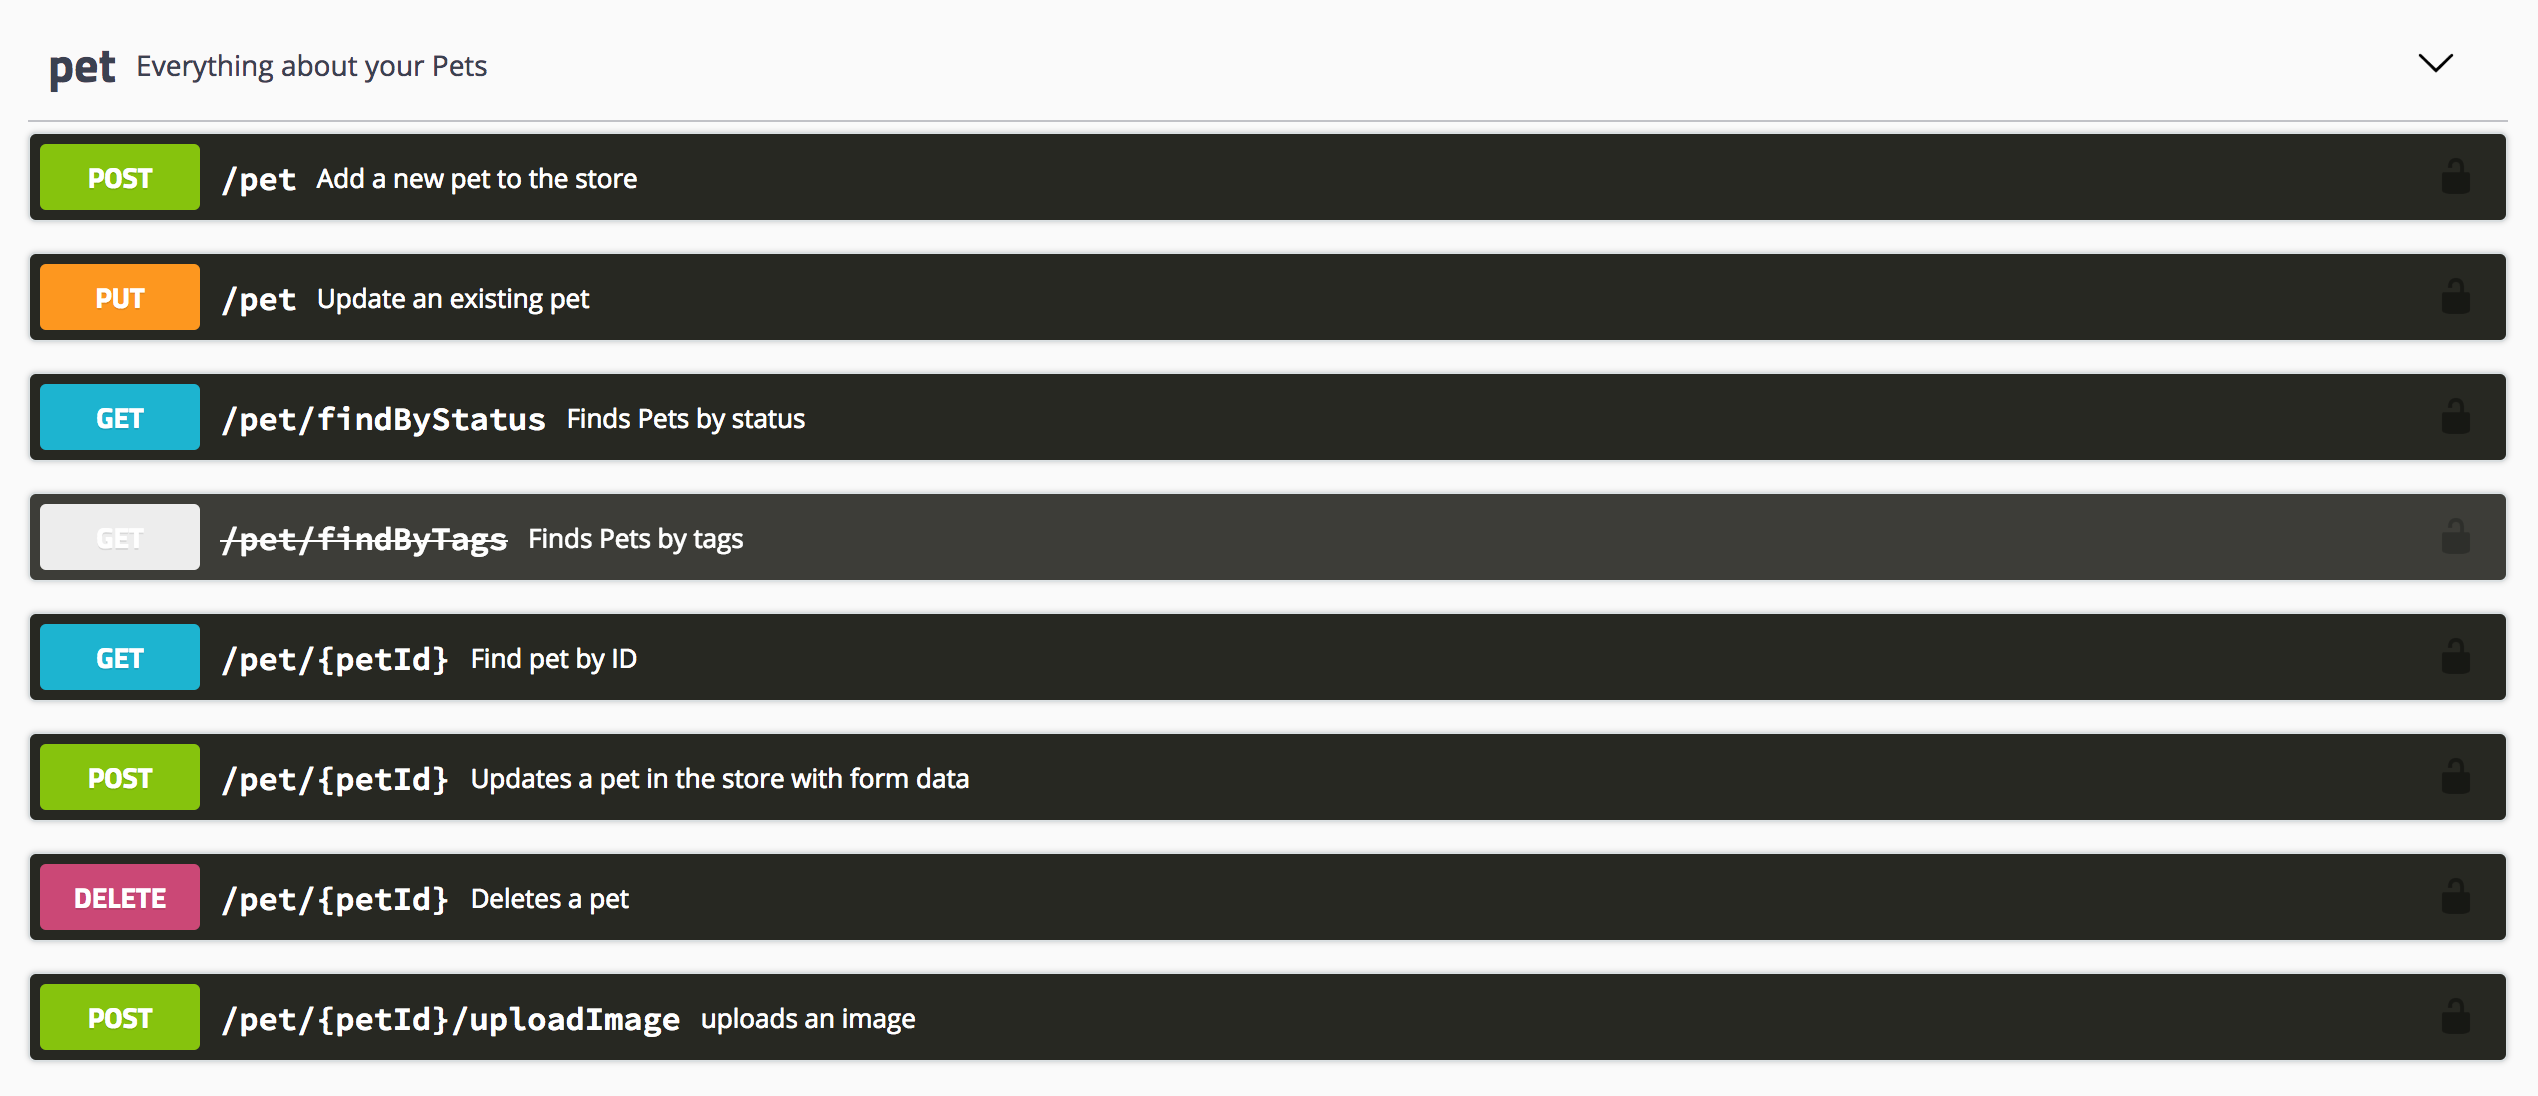 pet Everything about your Pets
POST /pet Add a new pet to the store
PUT /pet Update an existing pet
GET /pet/findByStatus Finds Pets by status
GET /pet/findByTags Finds Pets by tags
GET /pet/{petId} Find pet by ID
POST /pet/{petId} Updates a pet in the store with form data
DELETE /pet/{petId} Deletes a pet
POST /pet/{petId}/uploadImage uploads an image